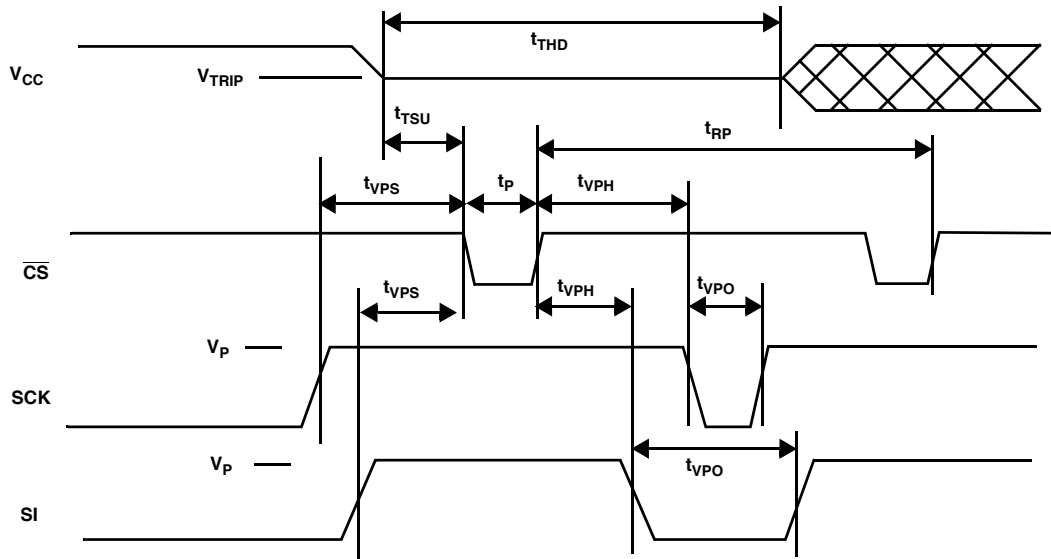 tTHD
VCC
VTRIP
tTSU
tRP
tVPS
tP
tVPH
CS
tVPS
tVPH
tVPO
VP
SCK
VP
tVPO
SI